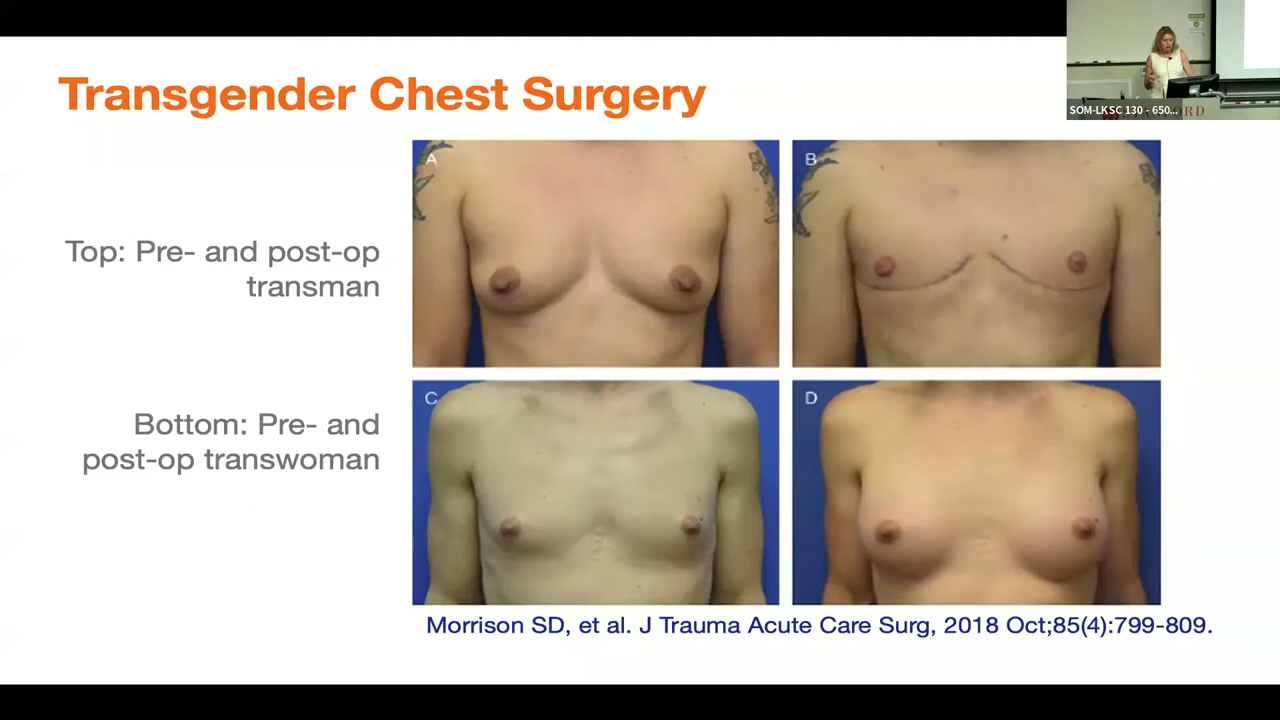 Transgender Chest Surgery
SOM-LKSC 130 - 650...
RD
A
B
Top: Pre- and post-op
transman
C
D
Bottom: Pre- and
post-op transwoman
Morrison SD, et al. J Trauma Acute Care Surg, 2018 Oct;85(4):799-809.